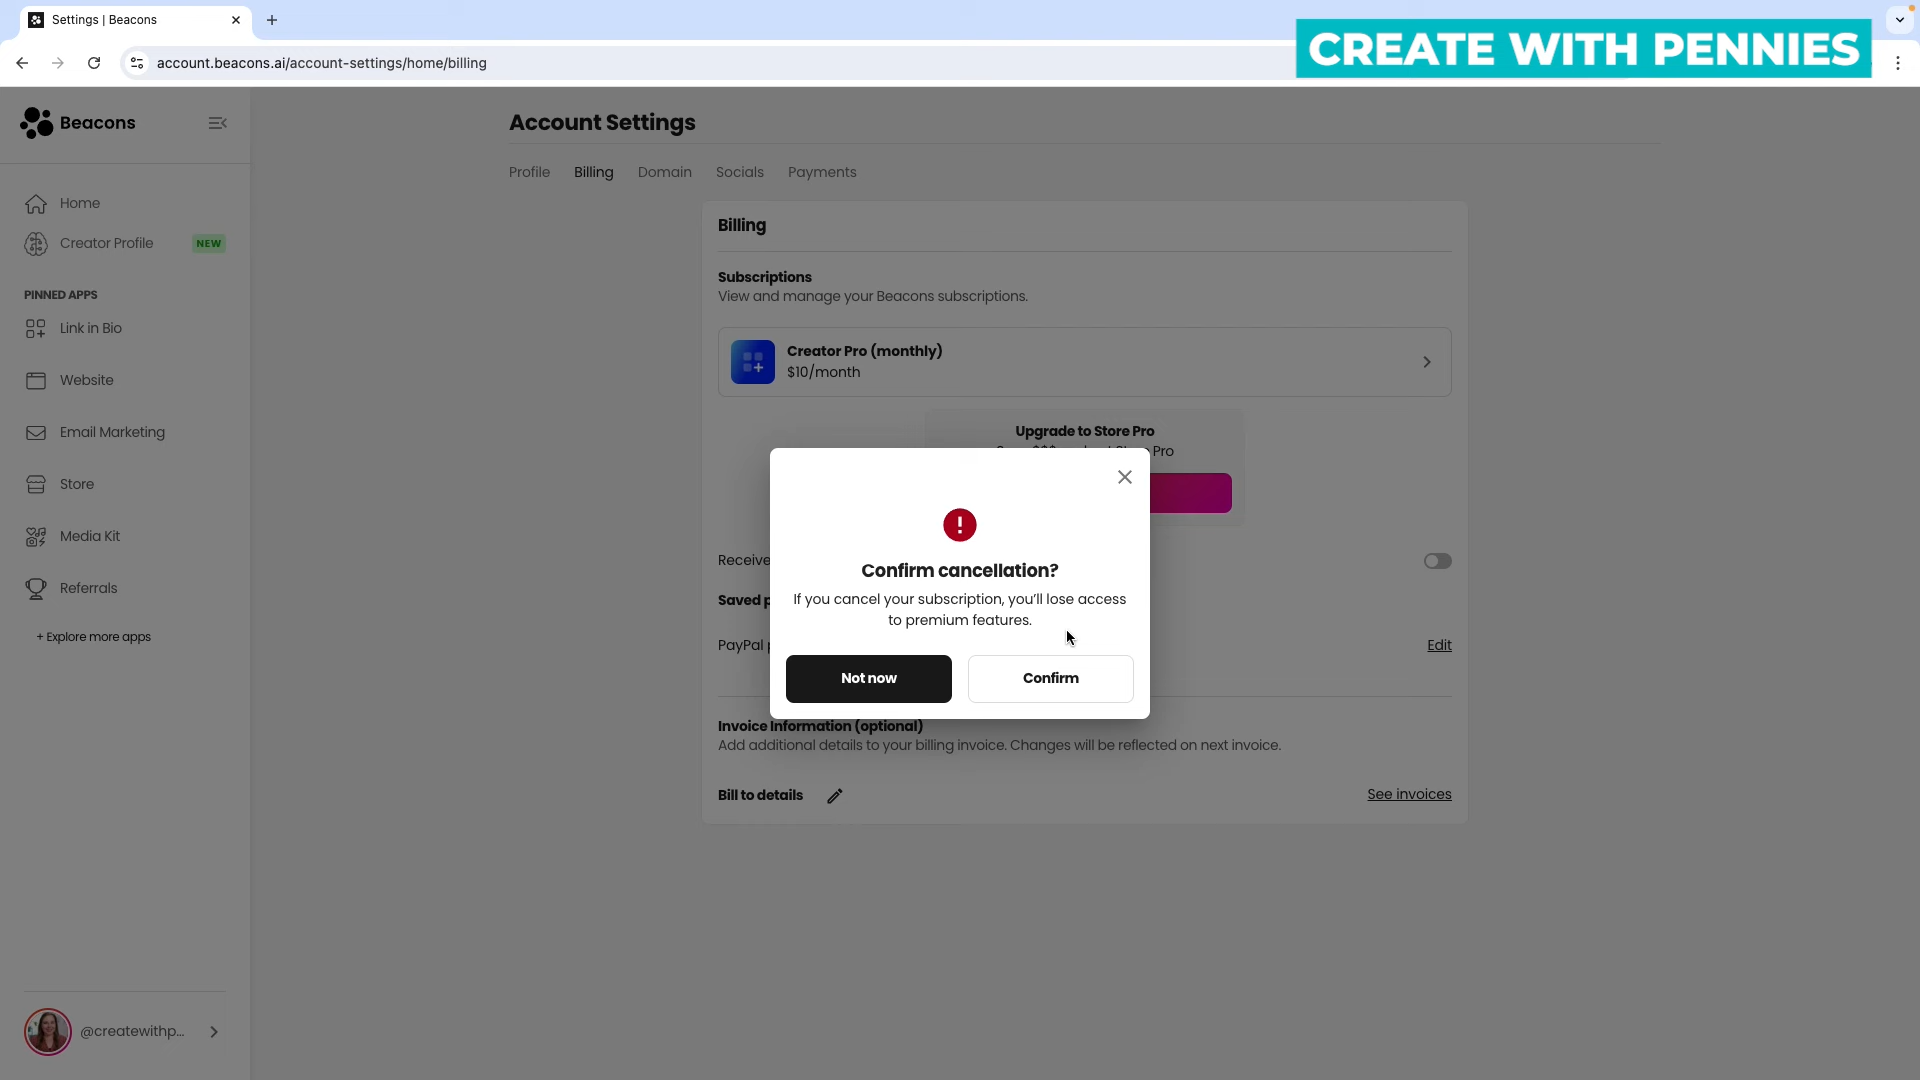 Settings | Beacons
account.beacons.ai/account-settings/home/billing
CREATE WITH PENNIES
Beacons
Home
Creator Profile NEW
PINNED APPS
Link in Bio
Website
Email Marketing
Store
Media Kit
Referrals
+ Explore more apps
@createwithp...
Account Settings
Profile Billing Domain Socials Payments
Billing
Subscriptions
View and manage your Beacons subscriptions.
Creator Pro (monthly)
$10/month
Upgrade to Store Pro
Pro
Receive
Saved
PayPal
Edit
Confirm cancellation?
If you cancel your subscription, you'll lose access
to premium features.
Not now Confirm
Invoice Information (optional)
Add additional details to your billing invoice. Changes will be reflected on next invoice.
Bill to details
See invoices